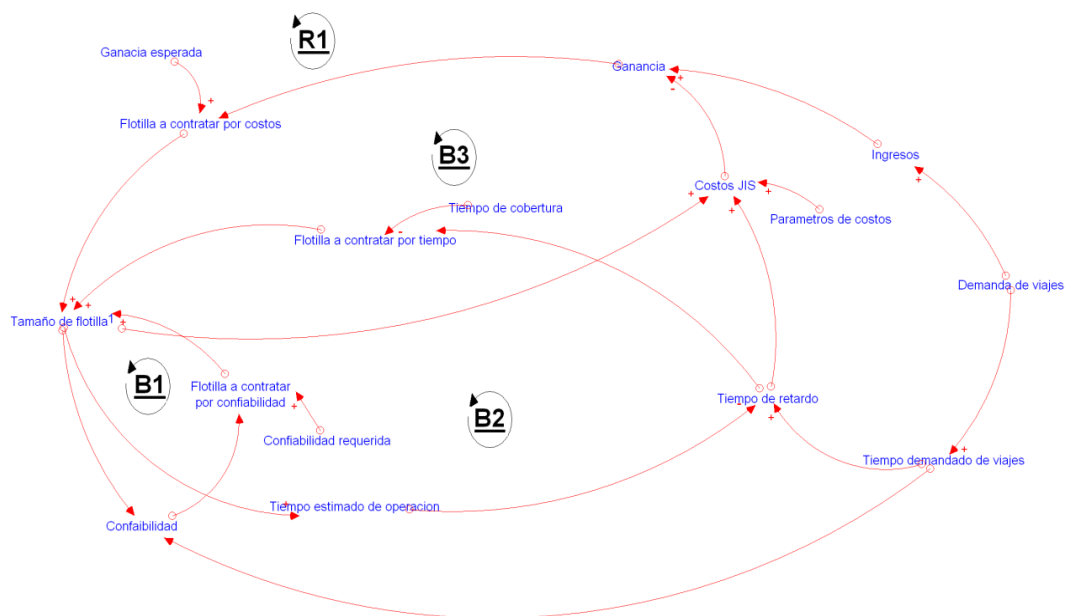 R1
Ganacia esperada
Ganancia
+
-
+
Flotilla a contratar por costos
B3
Ingresos
+
Costos JIS
+
+
+
Parametros de costos
Tiempo de cobertura
-
Flotilla a contratar por tiempo
Demanda de viajes
+
+
Tamaño de flotilla
1
+
B1
Flotilla a contratar
por confiabilidad
+
B2
Tiempo de retardo
-
+
Confiabilidad requerida
+
Tiempo demandado de viajes
+
Tiempo estimado de operacion
Confaibilidad